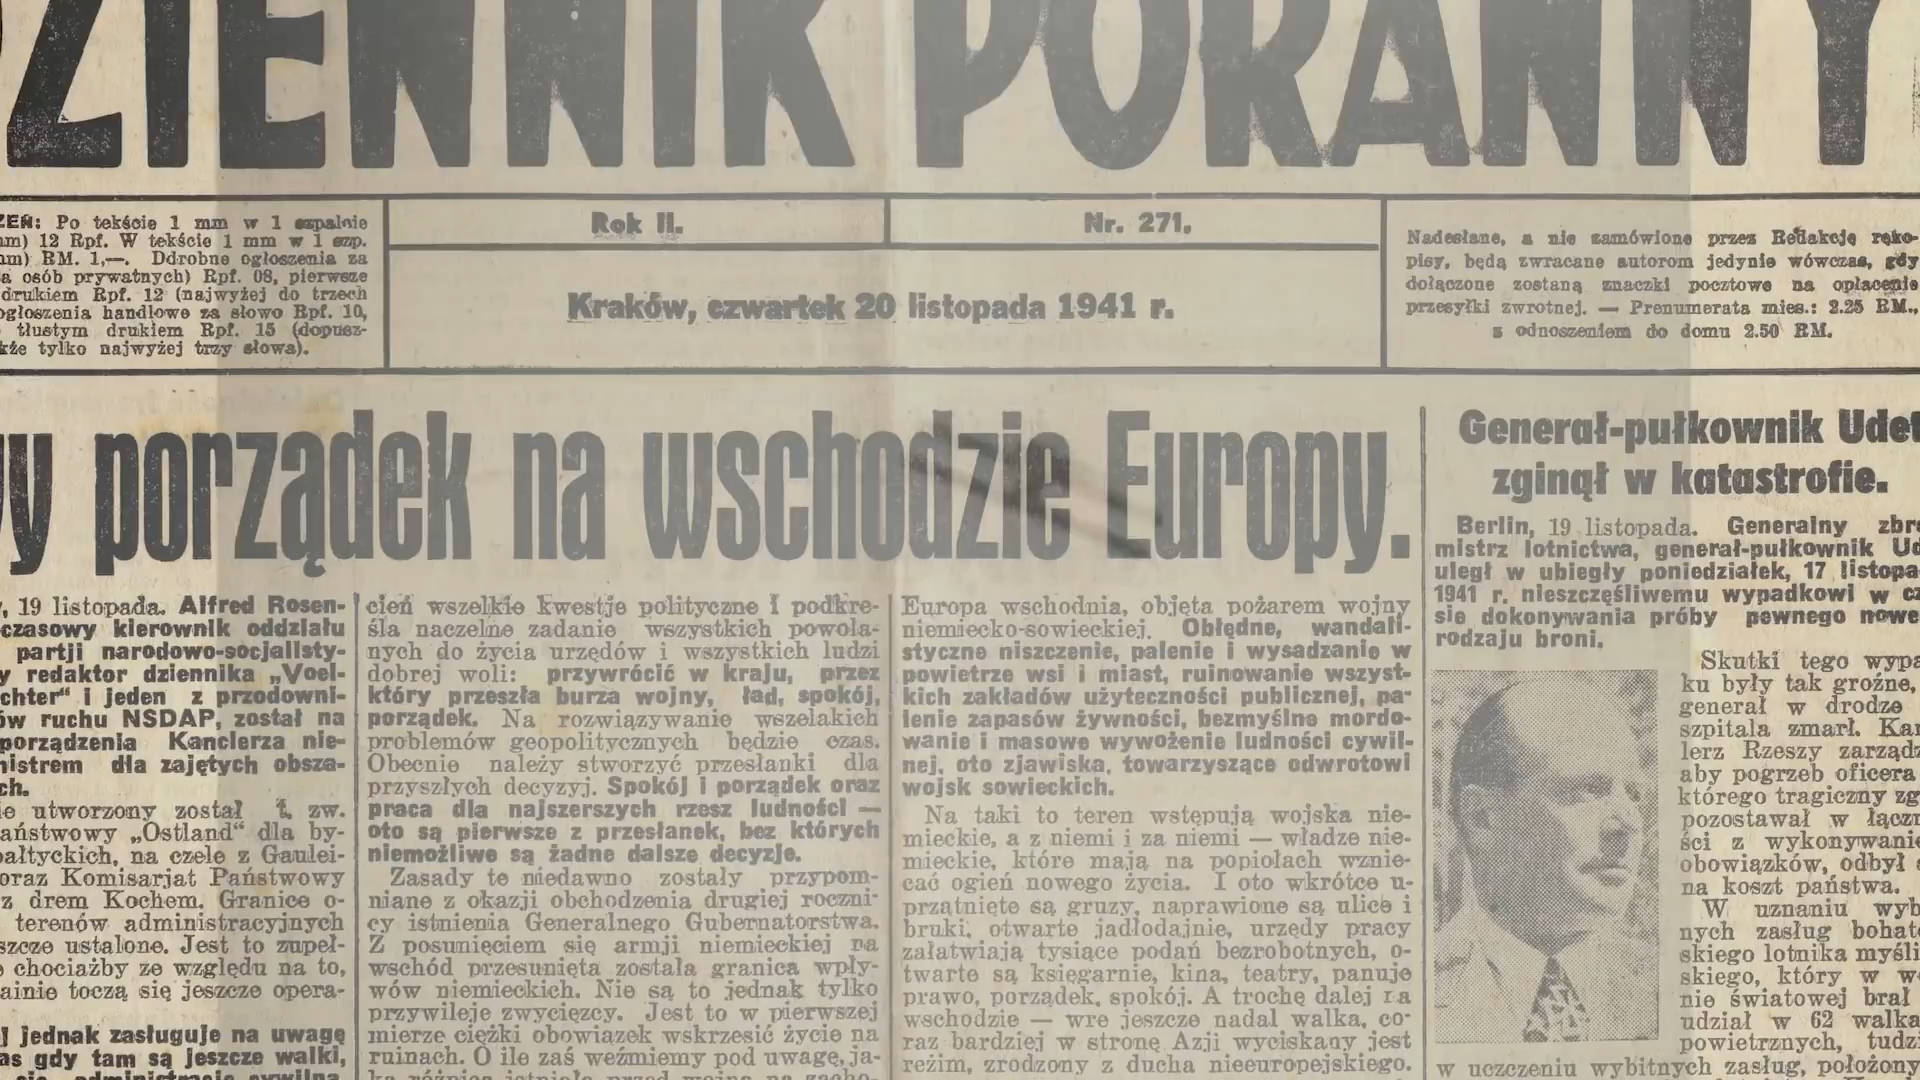 DZIENNIK PORANNY
ZEŃ: Po tekście 1 mm w 1 szpalcie
mm) 12 Rpf. W tekście 1 mm w 1 szp.
mm) RM. 1,—. Ddrobne ogłoszenia za
a osób prywatnych) Rpf. 08, pierwsze
drukiem Rpf. 12 (najwyżej do trzech
ogłoszenia handlowe za słowo Rpf. 10,
tłustym drukiem Rpf. 15 (dopusz-
kże tylko najwyżej trzy słowa).
Rok II.
Nr. 271.
Kraków, czwartek 20 listopada 1941 r.
Nadesłane, a nie zamówione przez Redakcję ręko-
pisy, będą zwracane autorom jedynie wówczas, gdy
dołączone zostaną znaczki pocztowe na opłacenie
przesyłki zwrotnej. — Prenumerata mies.: 2.25 RM.,
z odnoszeniem do domu 2.50 RM.
wy porządek na wschodzie Europy.
, 19 listopada. Alfred Rosen-
czasowy kierownik oddziału
partji narodowo-socjalisty-
y redaktor dziennika „Voel-
chter“ i jeden z przodowni-
ów ruchu NSDAP, został na
porządzenia Kanclerza nie-
nistrem dla zajętych obsza-
ch.
ie utworzony został t. zw.
aństwowy „Ostland“ dla by-
ałtyckich, na czele z Gaulei-
oraz Komisarjat Państwowy
z drem Kochem. Granice o-
terenów administracyjnych
szcze ustalone. Jest to zupeł-
chociażby ze względu na to,
ainie toczą się jeszcze opera-
j jednak zasługuje na uwagę
as gdy tam są jeszcze walki,
się administracja cywilna
cień wszelkie kwestje polityczne i podkre-
śla naczelne zadanie wszystkich powoła-
nych do życia urzędów i wszystkich ludzi
dobrej woli: przywrócić w kraju, przez
który przeszła burza wojny, ład, spokój,
porządek. Na rozwiązywanie wszelakich
problemów geopolitycznych będzie czas.
Obecnie należy stworzyć przesłanki dla
przyszłych decyzyj. Spokój i porządek oraz
praca dla najszerszych rzesz ludności —
oto są pierwsze z przesłanek, bez których
niemożliwe są żadne dalsze decyzje.
Zasady te niedawno zostały przypom-
niane z okazji obchodzenia drugiej roczni-
cy istnienia Generalnego Gubernatorstwa.
Z posunięciem się armji niemieckiej na
wschód przesunięta została granica wpły-
wów niemieckich. Nie są to jednak tylko
przywileje zwycięzcy. Jest to w pierwszej
mierze ciężki obowiązek wskrzesić życie na
ruinach. O ile zaś weźmiemy pod uwagę, ja-
ka różnica istniała przed wojną na zacho-
Europa wschodnia, objęta pożarem wojny
niemiecko-sowieckiej. Obłędne, wandali-
styczne niszczenie, palenie i wysadzanie w
powietrze wsi i miast, ruinowanie wszyst-
kich zakładów użyteczności publicznej, pa-
lenie zapasów żywności, bezmyślne mordo-
wanie i masowe wywożenie ludności cywil-
nej, oto zjawiska, towarzyszące odwrotowi
wojsk sowieckich.
Na taki to teren wstępują wojska nie-
mieckie, a z niemi i za niemi — władze nie-
mieckie, które mają na popiołach wznie-
cać ogień nowego życia. I oto wkrótce u-
przątnięte są gruzy, naprawione są ulice i
bruki, otwarte jadłodajnie, urzędy pracy
załatwiają tysiące podań bezrobotnych, o-
twarte są księgarnie, kina, teatry, panuje
prawo, porządek, spokój. A trochę dalej na
wschodzie — wre jeszcze nadal walka, co-
raz bardziej w stronę Azji wyciskany jest
reżim, zrodzony z ducha nieeuropejskiego.
Generał-pułkownik Udet
zginął w katastrofie.
Berlin, 19 listopada. Generalny zbro
mistrz lotnictwa, generał-pułkownik Ud
uległ w ubiegły poniedziałek, 17 listopa
1941 r. nieszczęśliwemu wypadkowi w cz
sie dokonywania próby pewnego nowe
rodzaju broni.
Skutki tego wypa
ku były tak groźne,
generał w drodze
szpitala zmarł. Kan
lerz Rzeszy zarządz
aby pogrzeb oficera
którego tragiczny zg
pozostawał w łączn
ści z wykonywanie
obowiązków, odbył s
na koszt państwa.
W uznaniu wyb
nych zasług bohate
skiego lotnika myśli
skiego, który w w
nie światowej brał
udział w 62 walka
powietrznych, tudzi
w uczczeniu wybitnych zasług, położony